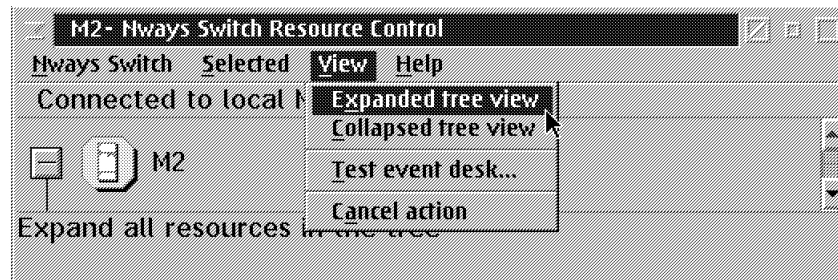 M2- Nways Switch Resource Control
Nways Switch Selected View Help
Connected to local
Expanded tree view
Collapsed tree view
M2
Test event desk...
Cancel action
Expand all resources in the tree